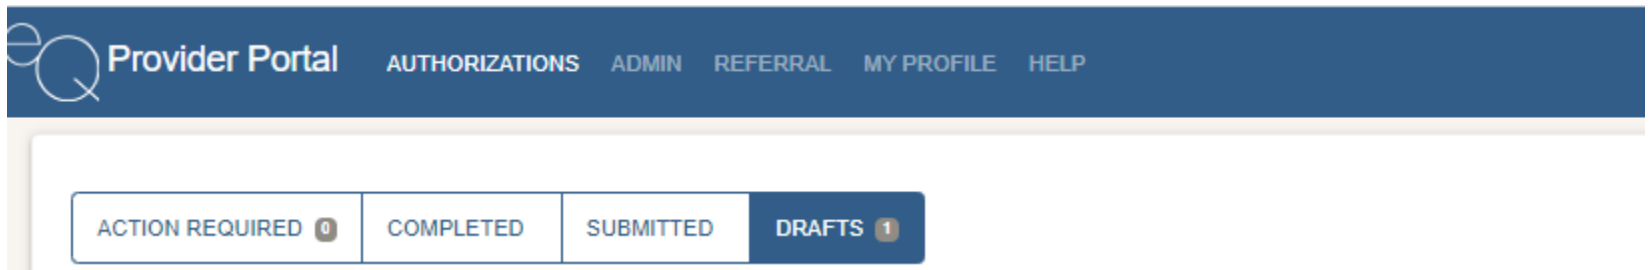 eQ Provider Portal AUTHORIZATIONS ADMIN REFERRAL MY PROFILE HELP
ACTION REQUIRED 0 COMPLETED SUBMITTED DRAFTS 1